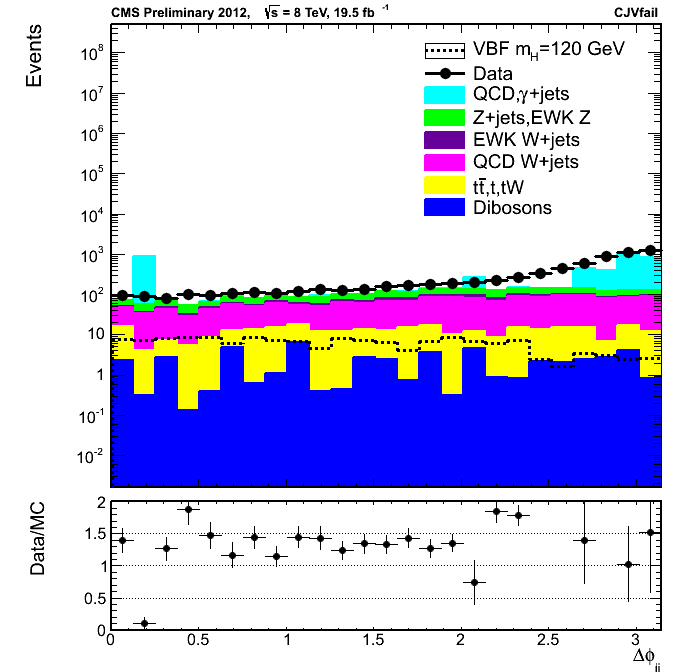 CMS Preliminary 2012, √s = 8 TeV, 19.5 fb⁻¹ CJVfail
Events
10⁸
10⁷
10⁶
10⁵
10⁴
10³
10²
10
1
10⁻¹
10⁻²
VBF m_H=120 GeV
Data
QCD,γ+jets
Z+jets,EWK Z
EWK W+jets
QCD W+jets
tt̄,t,tW
Dibosons
Data/MC
2
1.5
1
0.5
0
0 0.5 1 1.5 2 2.5 3
Δϕ_jj